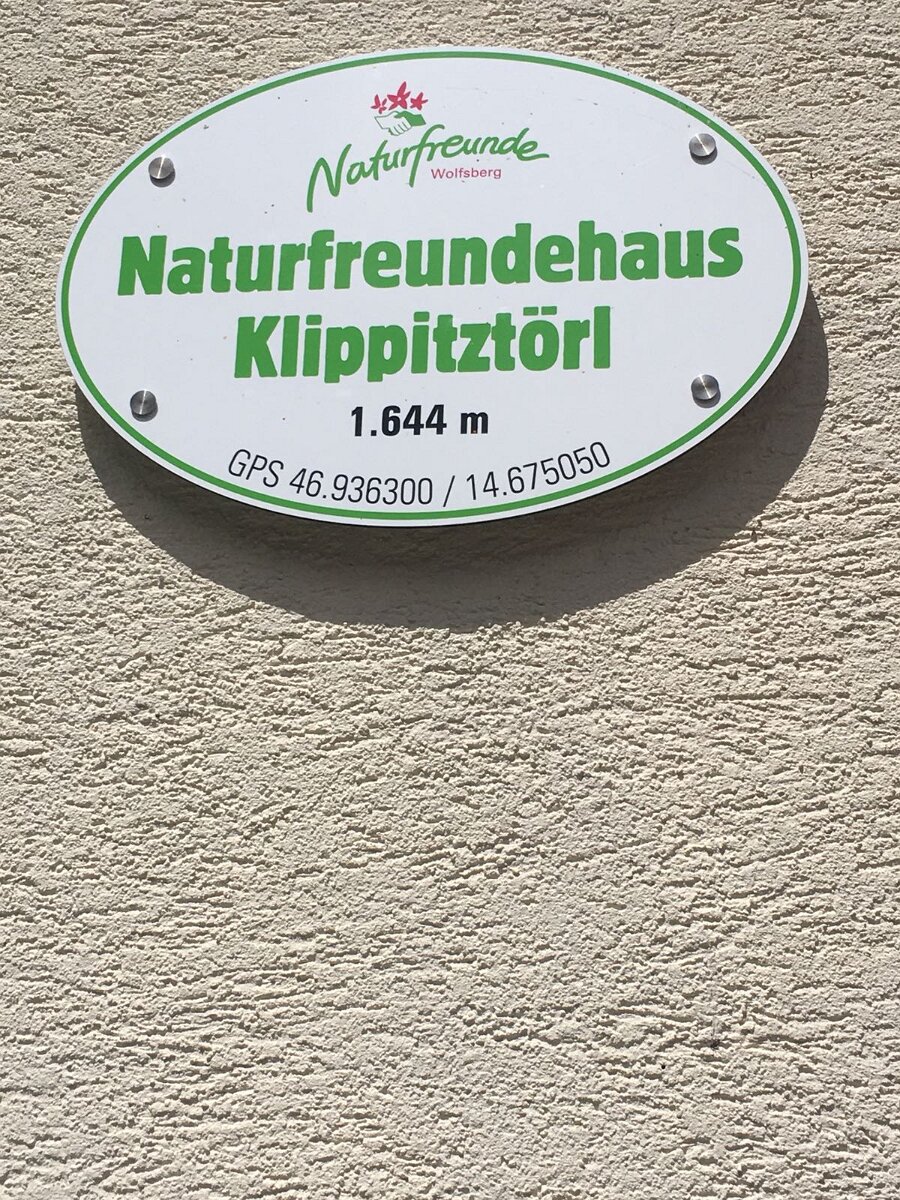 Naturfreunde
Wolfsberg
Naturfreundehaus
Klippitztörl
1.644 m
GPS 46.936300 / 14.675050